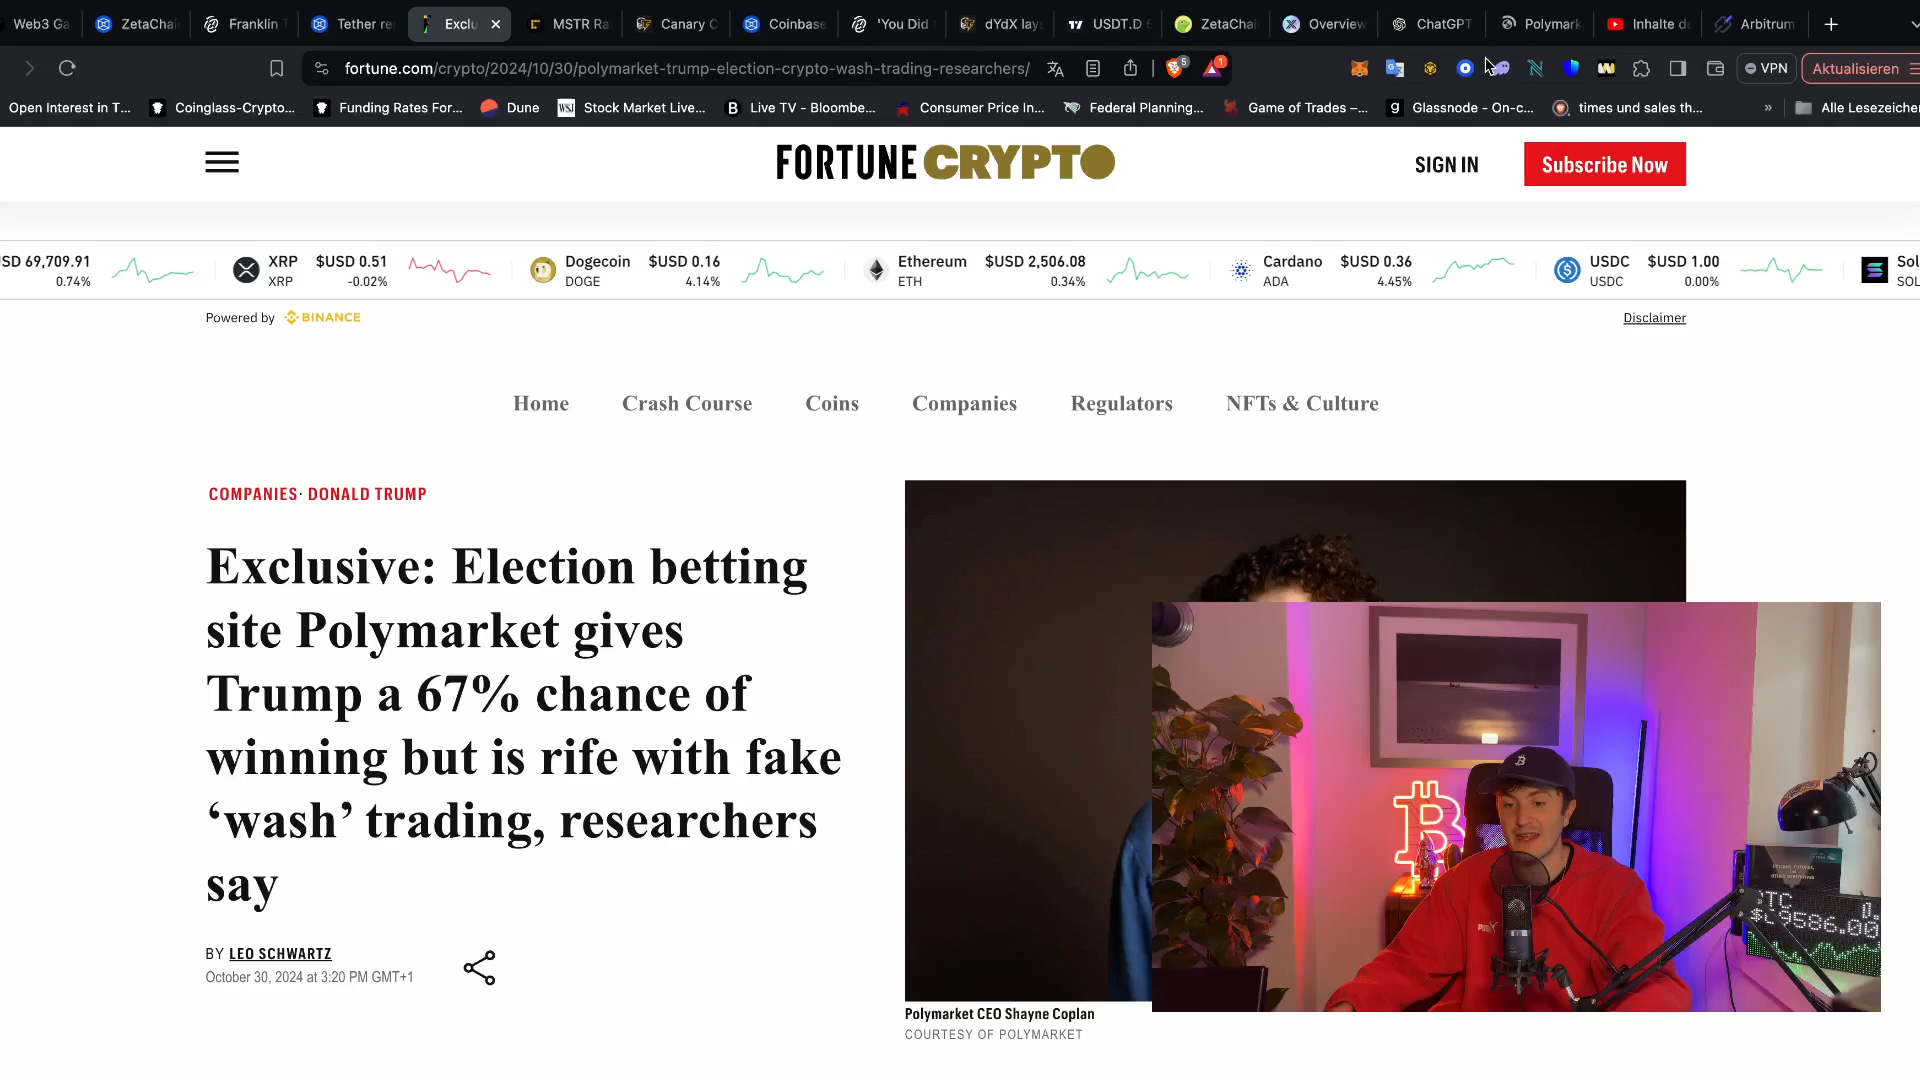 Web3 Ga
ZetaChai
Franklin T
Tether re
Exclu
MSTR Ra
Canary C
Coinbase
'You Did
dYdX lay
USDT.D
ZetaChai
Overview
ChatGPT
Polymark
Inhalte d
Arbitrum
fortune.com/crypto/2024/10/30/polymarket-trump-election-crypto-wash-trading-researchers/
5
1
VPN
Aktualisieren
Open Interest in T...
Coinglass-Crypto...
Funding Rates For...
Dune
WSJ
Stock Market Live...
B
Live TV - Bloombe...
Consumer Price In...
Federal Planning...
Game of Trades –...
g
Glassnode - On-c...
times und sales th...
»
Alle Lesezeichen
FORTUNE CRYPTO
SIGN IN
Subscribe Now
SD 69,709.91
0.74%
XRP $USD 0.51
XRP -0.02%
Dogecoin $USD 0.16
DOGE 4.14%
Ethereum $USD 2,506.08
ETH 0.34%
Cardano $USD 0.36
ADA 4.45%
USDC $USD 1.00
USDC 0.00%
Sol
SOL
Powered by BINANCE
Disclaimer
Home
Crash Course
Coins
Companies
Regulators
NFTs & Culture
COMPANIES· DONALD TRUMP
Exclusive: Election betting
site Polymarket gives
Trump a 67% chance of
winning but is rife with fake
‘wash’ trading, researchers
say
BY LEO SCHWARTZ
October 30, 2024 at 3:20 PM GMT+1
Polymarket CEO Shayne Coplan
COURTESY OF POLYMARKET